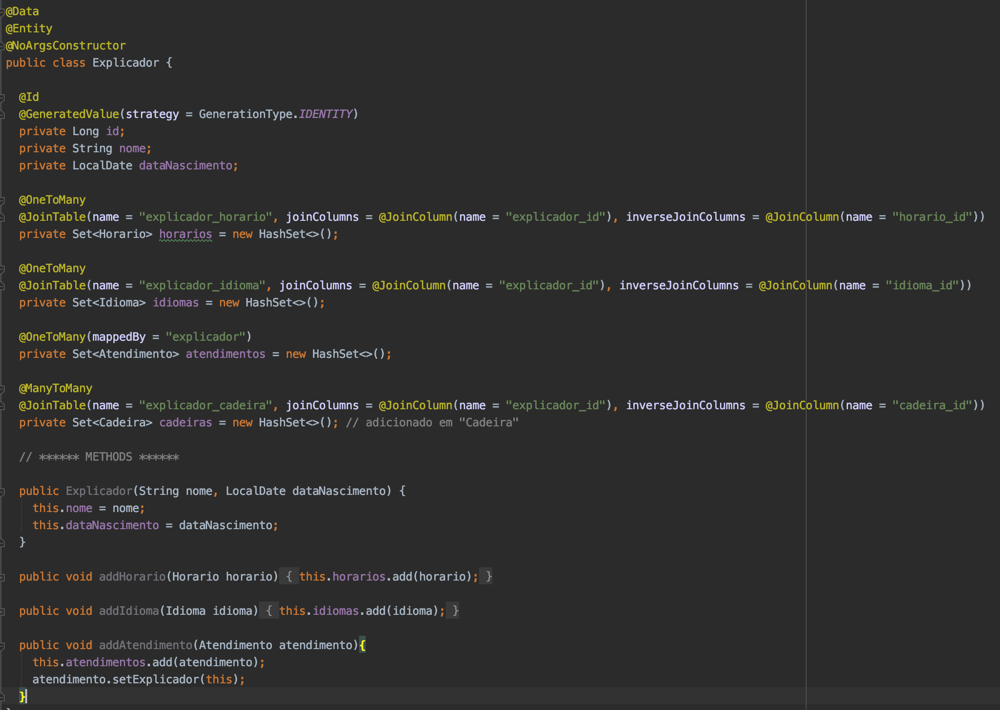 @Data
@Entity
@NoArgsConstructor
public class Explicador {
@Id
@GeneratedValue(strategy = GenerationType.IDENTITY)
private Long id;
private String nome;
private LocalDate dataNascimento;
@OneToMany
@JoinTable(name = "explicador_horario", joinColumns = @JoinColumn(name = "explicador_id"), inverseJoinColumns = @JoinColumn(name = "horario_id"))
private Set<Horario> horarios = new HashSet<>();
@OneToMany
@JoinTable(name = "explicador_idioma", joinColumns = @JoinColumn(name = "explicador_id"), inverseJoinColumns = @JoinColumn(name = "idioma_id"))
private Set<Idioma> idiomas = new HashSet<>();
@OneToMany(mappedBy = "explicador")
private Set<Atendimento> atendimentos = new HashSet<>();
@ManyToMany
@JoinTable(name = "explicador_cadeira", joinColumns = @JoinColumn(name = "explicador_id"), inverseJoinColumns = @JoinColumn(name = "cadeira_id"))
private Set<Cadeira> cadeiras = new HashSet<>(); // adicionado em "Cadeira"
// ****** METHODS ******
public Explicador(String nome, LocalDate dataNascimento) {
this.nome = nome;
this.dataNascimento = dataNascimento;
}
public void addHorario(Horario horario) { this.horarios.add(horario); }
public void addIdioma(Idioma idioma) { this.idiomas.add(idioma); }
public void addAtendimento(Atendimento atendimento){
this.atendimentos.add(atendimento);
atendimento.setExplicador(this);
}